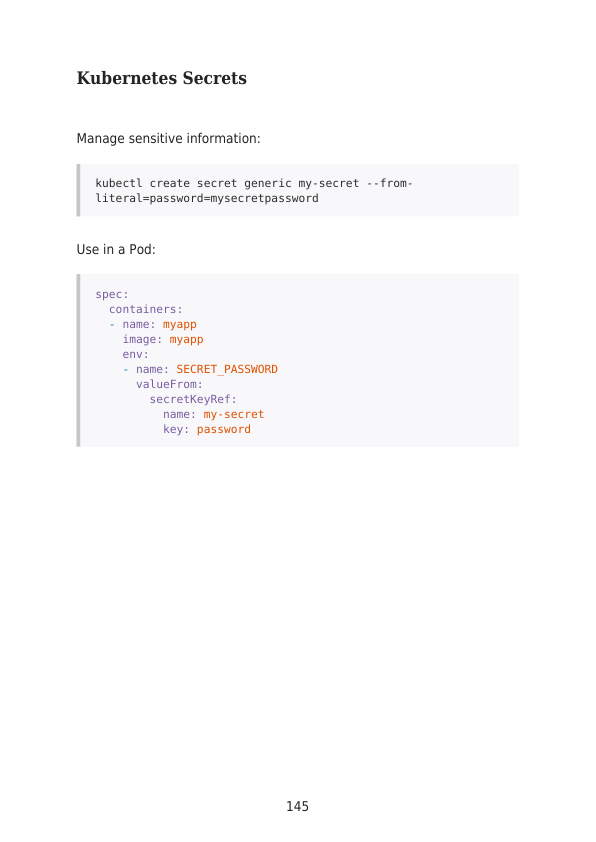 Kubernetes Secrets
Manage sensitive information:
kubectl create secret generic my-secret --from-
literal=password=mysecretpassword
Use in a Pod:
spec:
  containers:
  - name: myapp
    image: myapp
    env:
    - name: SECRET_PASSWORD
      valueFrom:
        secretKeyRef:
          name: my-secret
          key: password
145